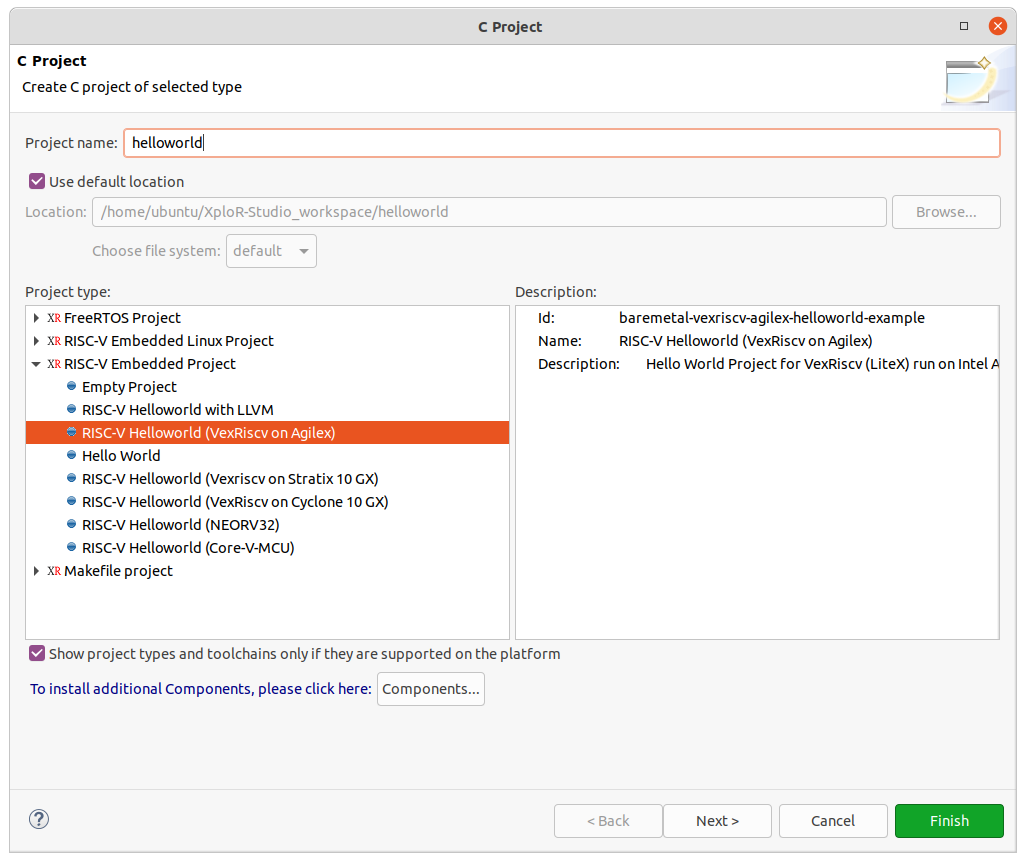 C Project
C Project
Create C project of selected type
Project name: helloworld
Use default location
Location: /home/ubuntu/XploR-Studio_workspace/helloworld Browse...
Choose file system: default
Project type:
XR FreeRTOS Project
XR RISC-V Embedded Linux Project
XR RISC-V Embedded Project
Empty Project
RISC-V Helloworld with LLVM
RISC-V Helloworld (VexRiscv on Agilex)
Hello World
RISC-V Helloworld (Vexriscv on Stratix 10 GX)
RISC-V Helloworld (VexRiscv on Cyclone 10 GX)
RISC-V Helloworld (NEORV32)
RISC-V Helloworld (Core-V-MCU)
XR Makefile project
Description:
Id: baremetal-vexriscv-agilex-helloworld-example
Name: RISC-V Helloworld (VexRiscv on Agilex)
Description: Hello World Project for VexRiscv (LiteX) run on Intel A
Show project types and toolchains only if they are supported on the platform
To install additional Components, please click here: Components...
? < Back Next > Cancel Finish